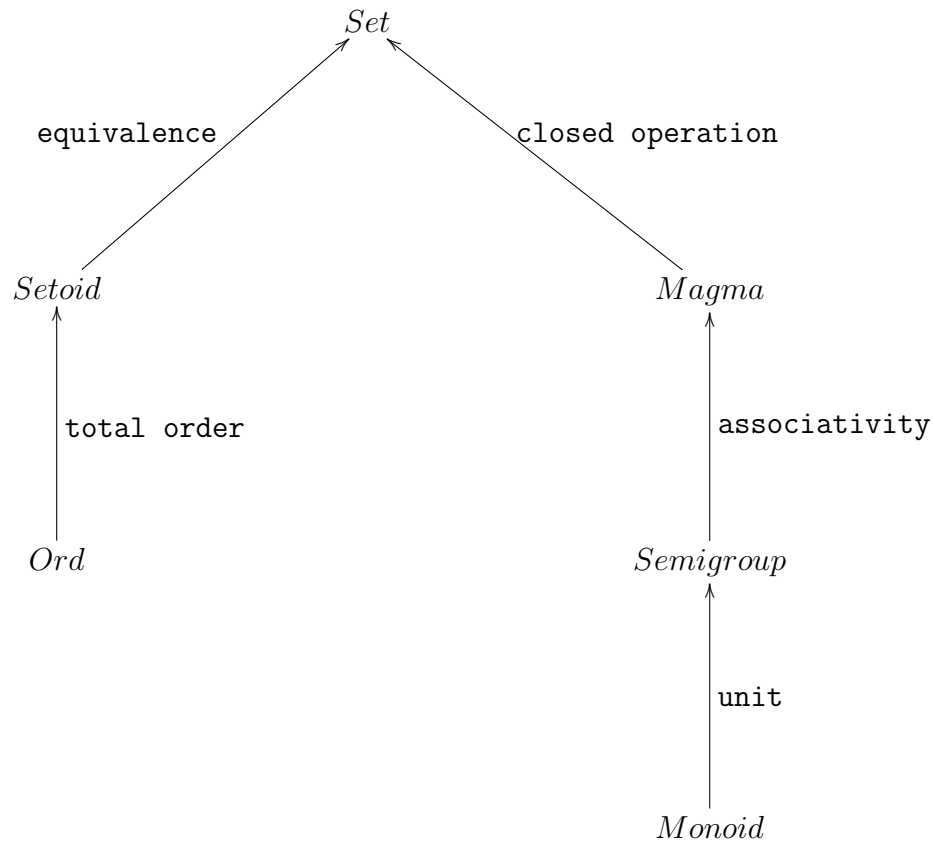 Set
equivalence
closed operation
Setoid
Magma
total order
associativity
Ord
Semigroup
unit
Monoid